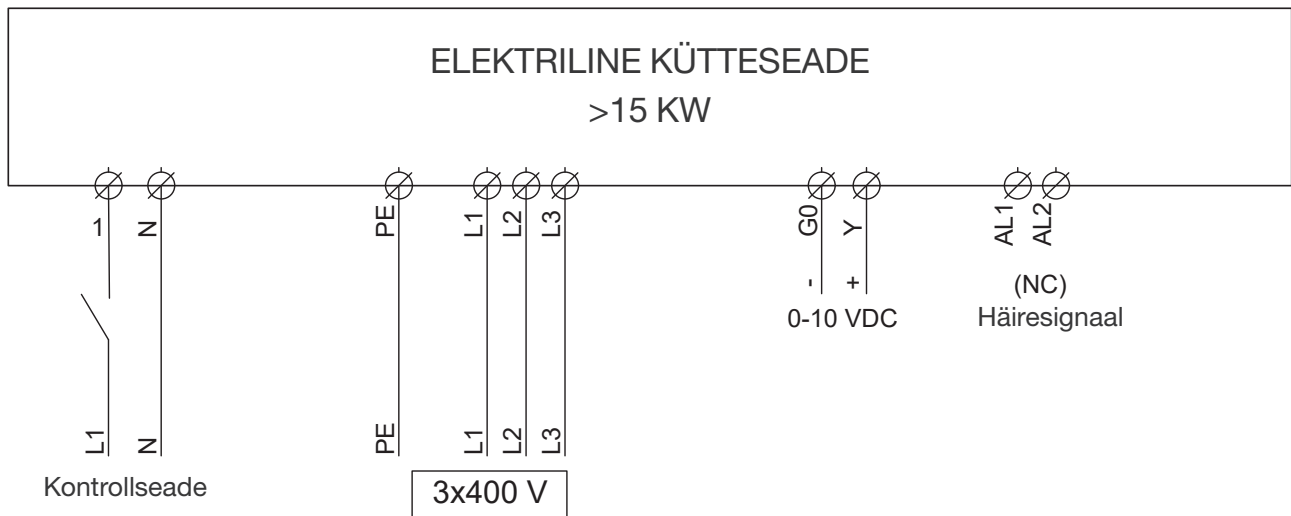 ELEKTRILINE KÜTTESEADE
>15 KW
1 N PE L1 L2 L3 G0 Y AL1 AL2
- + (NC)
0-10 VDC Häiresignaal
L1 N PE L1 L2 L3
Kontrollseade 3x400 V